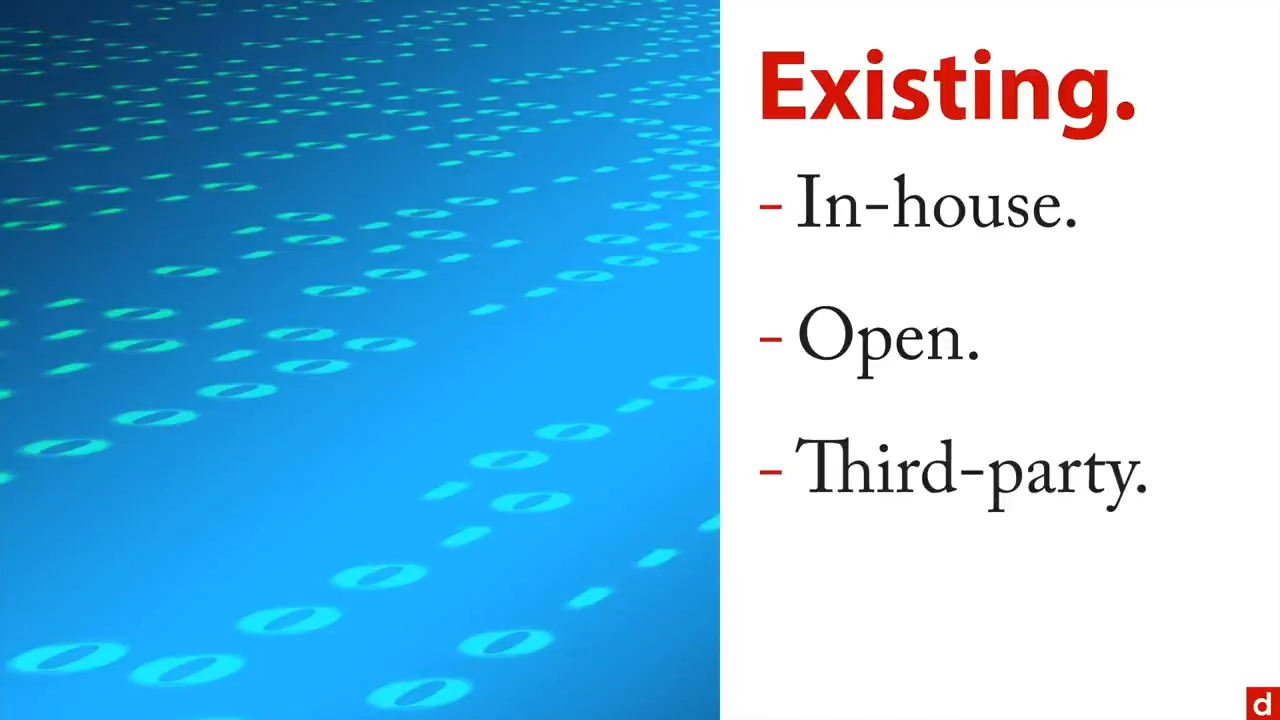 Existing.
- In-house.
- Open.
- Third-party.
d